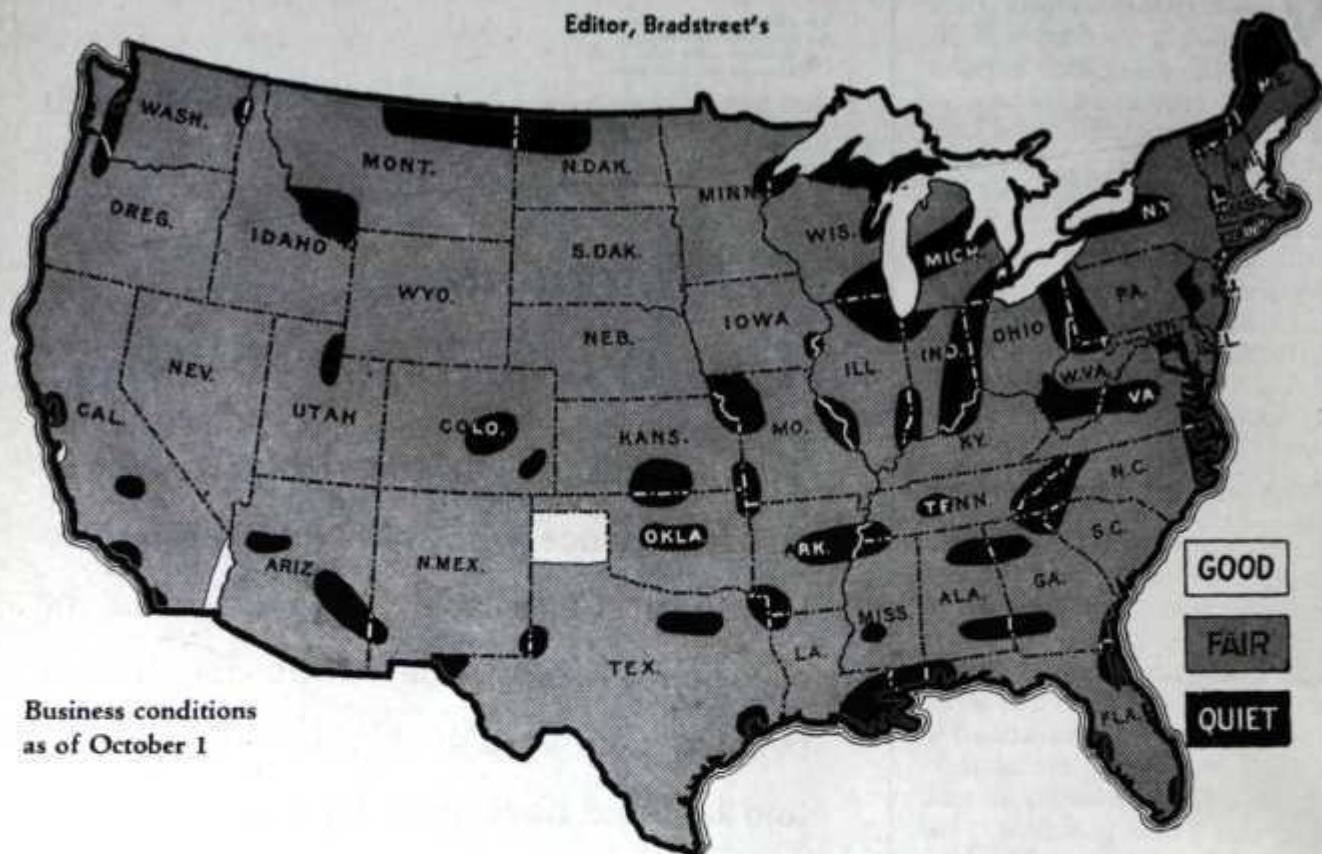 Editor, Bradstreet's
WASH.
MONT.
N.DAK.
MINN
ME.
OREG.
IDAHO
S.DAK.
WIS.
MICH.
N.Y.
WYO.
IOWA
PA.
NEB.
OHIO
NEV.
UTAH
COLO.
ILL.
IND.
W.VA.
VA
CAL.
KANS.
MO.
KY.
N.C.
TENN
ARIZ.
N.MEX.
OKLA
ARK.
S.C.
MISS.
ALA.
GA.
TEX.
LA.
FLA.
GOOD
FAIR
QUIET
Business conditions
as of October 1